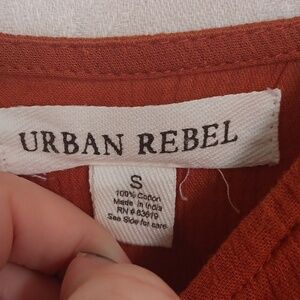 URBAN REBEL
S
100% Cotton
Made in India
RN # 83619
See Side for care